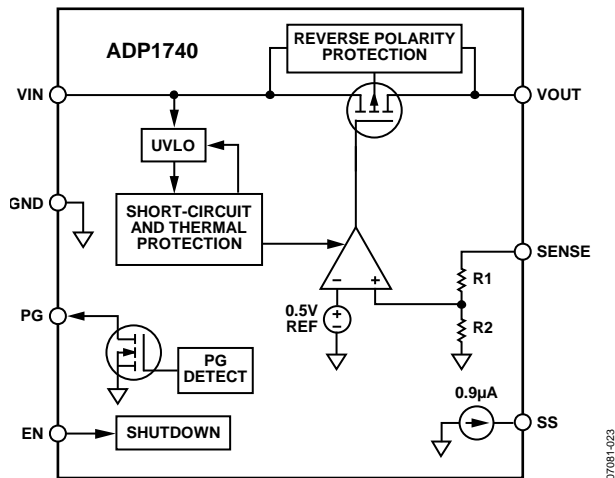 ADP1740
REVERSE POLARITY
PROTECTION
VIN
VOUT
UVLO
GND
SHORT-CIRCUIT
AND THERMAL
PROTECTION
SENSE
R1
–
+
0.5V
REF
+
–
R2
PG
PG
DETECT
0.9µA
EN
SHUTDOWN
SS
07081-023